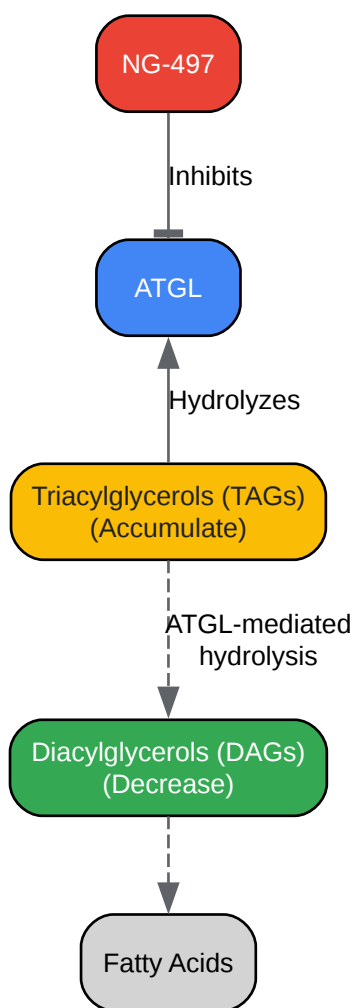 NG-497
Inhibits
ATGL
Hydrolyzes
Triacylglycerols (TAGs)
(Accumulate)
ATGL-mediated
hydrolysis
Diacylglycerols (DAGs)
(Decrease)
Fatty Acids